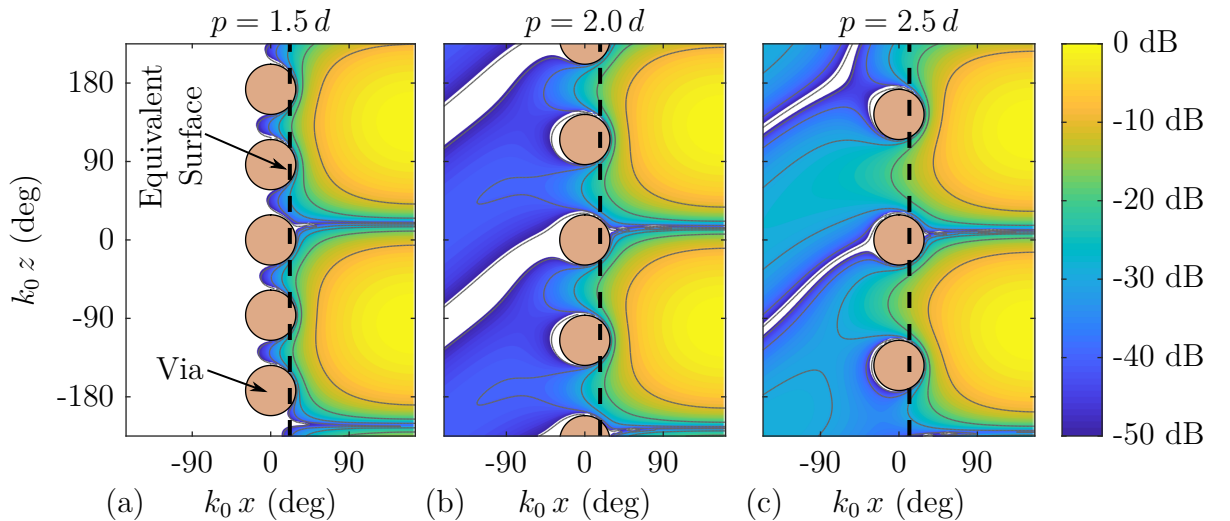 p = 1.5 d
p = 2.0 d
p = 2.5 d
k₀ z (deg)
180
90
0
-90
-180
Equivalent
Surface
Via
0 dB
-10 dB
-20 dB
-30 dB
-40 dB
-50 dB
-90 0 90
-90 0 90
-90 0 90
(a) k₀ x (deg)
(b) k₀ x (deg)
(c) k₀ x (deg)